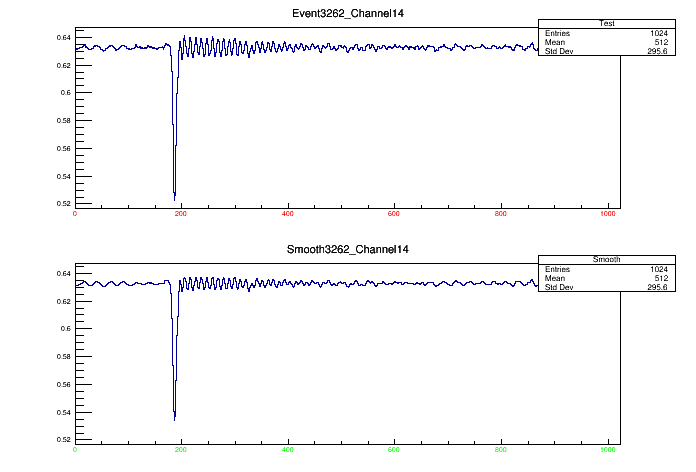 Event3262_Channel14
Test
Entries 1024
Mean 512
Std Dev 295.6
0.64
0.62
0.6
0.58
0.56
0.54
0.52
0 200 400 600 800 1000
Smooth3262_Channel14
Smooth
Entries 1024
Mean 512
Std Dev 295.6
0.64
0.62
0.6
0.58
0.56
0.54
0.52
0 200 400 600 800 1000